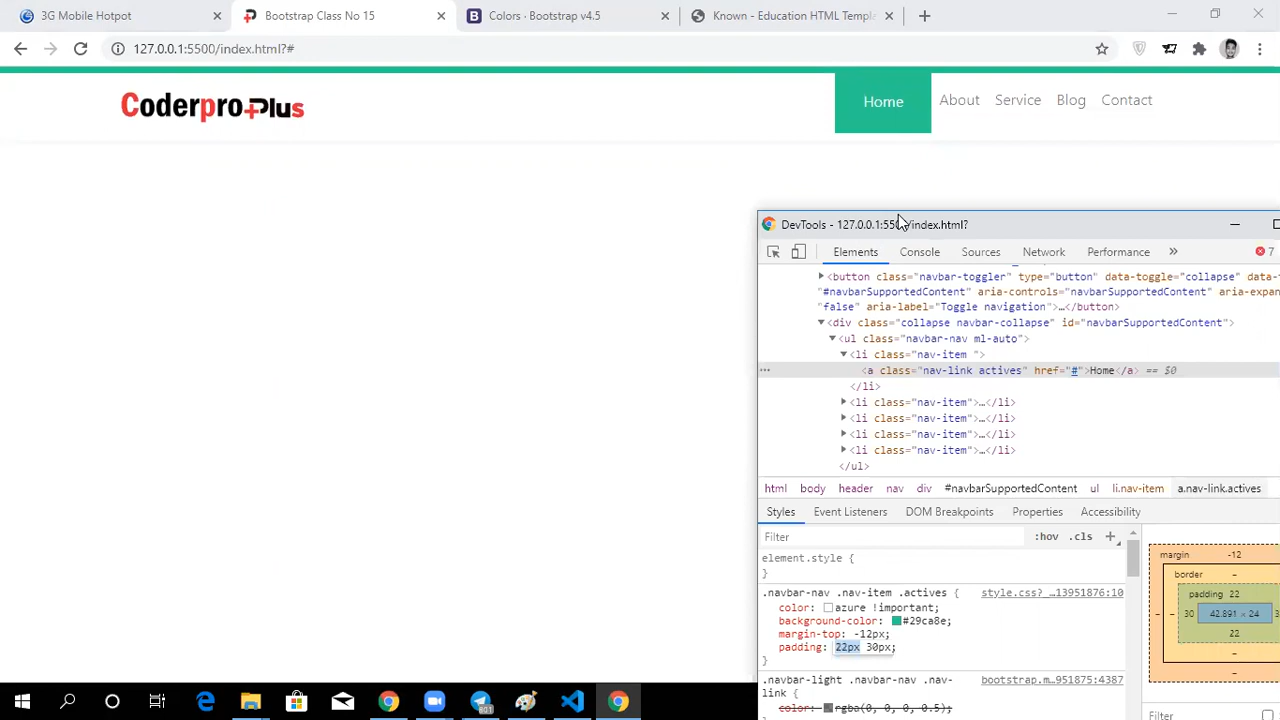 3G Mobile Hotpot
Bootstrap Class No 15
Colors · Bootstrap v4.5
Known - Education HTML Templa
127.0.0.1:5500/index.html?#
CoderproPlus
Home About Service Blog Contact
DevTools - 127.0.0.1:5500/index.html?
Elements Console Sources Network Performance » 7
<button class="navbar-toggler" type="button" data-toggle="collapse" data-
"#navbarSupportedContent" aria-controls="navbarSupportedContent" aria-expan
"false" aria-label="Toggle navigation">…</button>
<div class="collapse navbar-collapse" id="navbarSupportedContent">
<ul class="navbar-nav ml-auto">
<li class="nav-item ">
<a class="nav-link actives" href="#">Home</a> == $0
</li>
<li class="nav-item">…</li>
<li class="nav-item">…</li>
<li class="nav-item">…</li>
<li class="nav-item">…</li>
</ul>
html body header nav div #navbarSupportedContent ul li.nav-item a.nav-link.actives
Styles Event Listeners DOM Breakpoints Properties Accessibility
Filter :hov .cls +
element.style {
}
.navbar-nav .nav-item .actives { style.css?_…13951876:10
color: azure !important;
background-color: #29ca8e;
margin-top: -12px;
padding: 22px 30px;
}
.navbar-light .navbar-nav .nav- bootstrap.m…951875:4387
link {
color: rgba(0, 0, 0, 0.5);
margin -12
border –
padding 22
– – 30 42.891 × 24 3
22
–
–
Filter